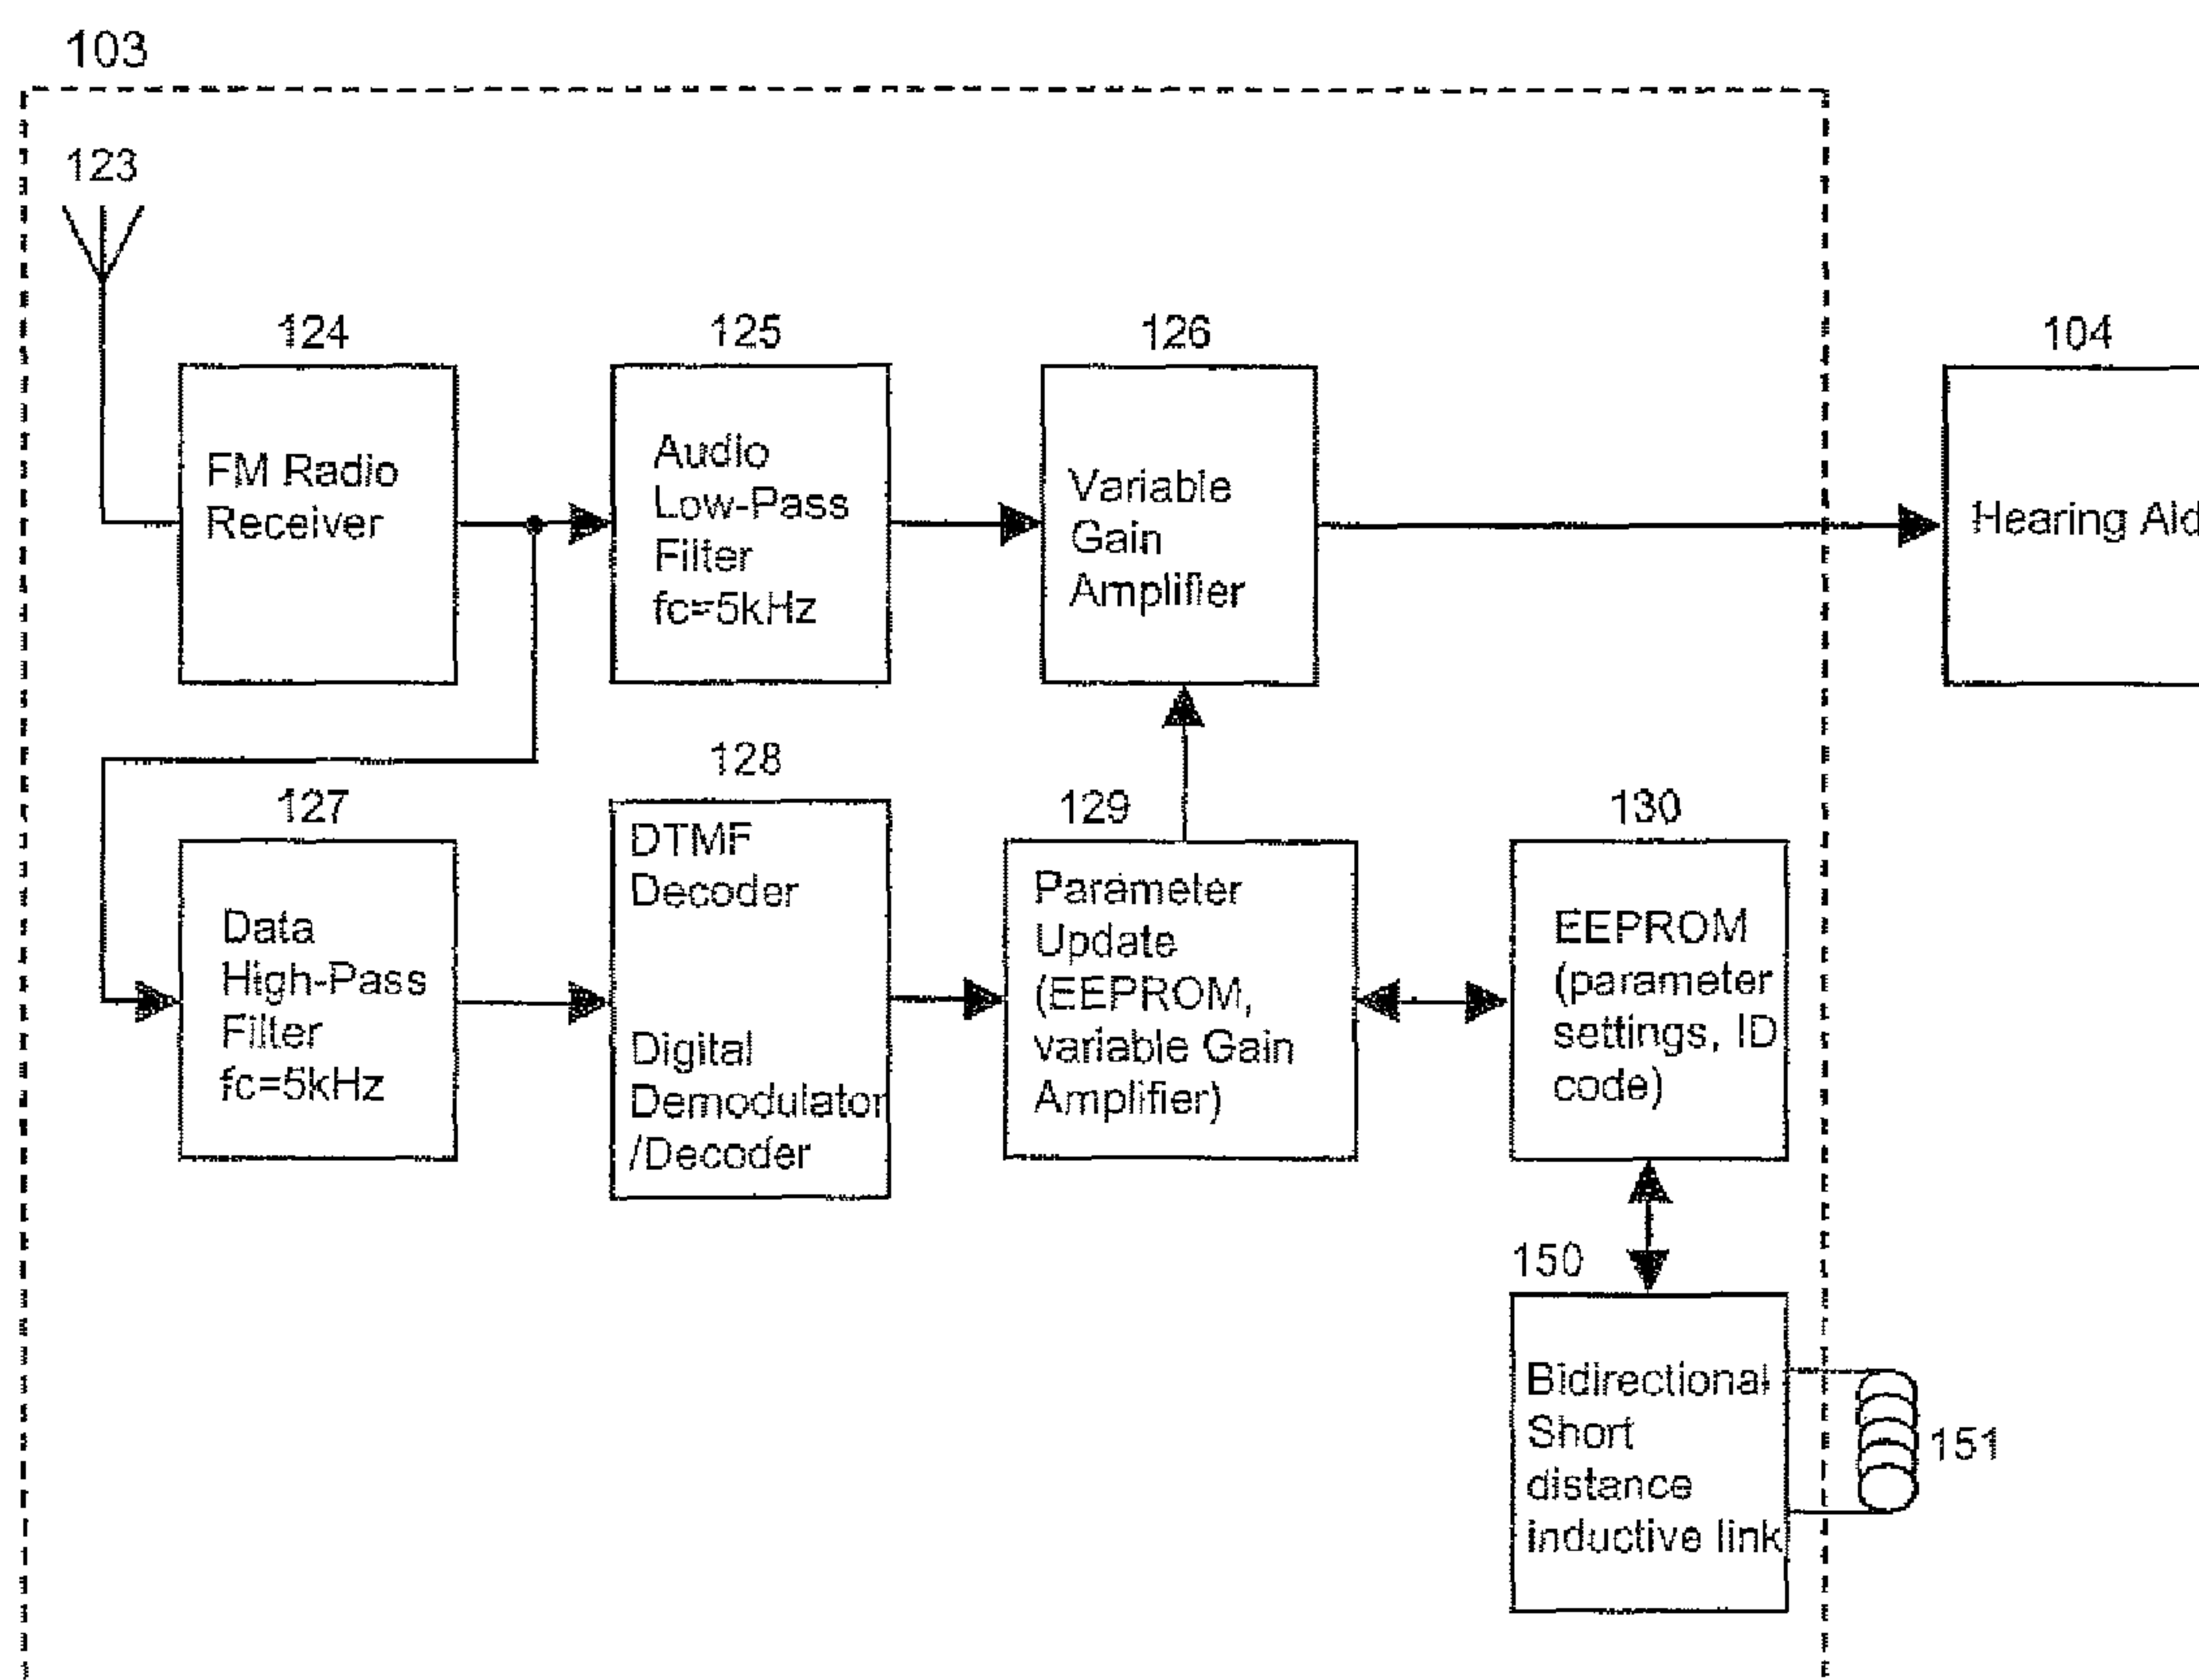 103
123
124
125
126
104
FM Radio
Receiver
Audio
Low-Pass
Filter
fc=5kHz
Variable
Gain
Amplifier
Hearing Aid
127
128
129
130
Data
High-Pass
Filter
fc=5kHz
DTMF
Decoder
Digital
Demodulator
/Decoder
Parameter
Update
(EEPROM,
variable Gain
Amplifier)
EEPROM
(parameter
settings, ID
code)
150
Bidirectional
Short
distance
inductive link
151